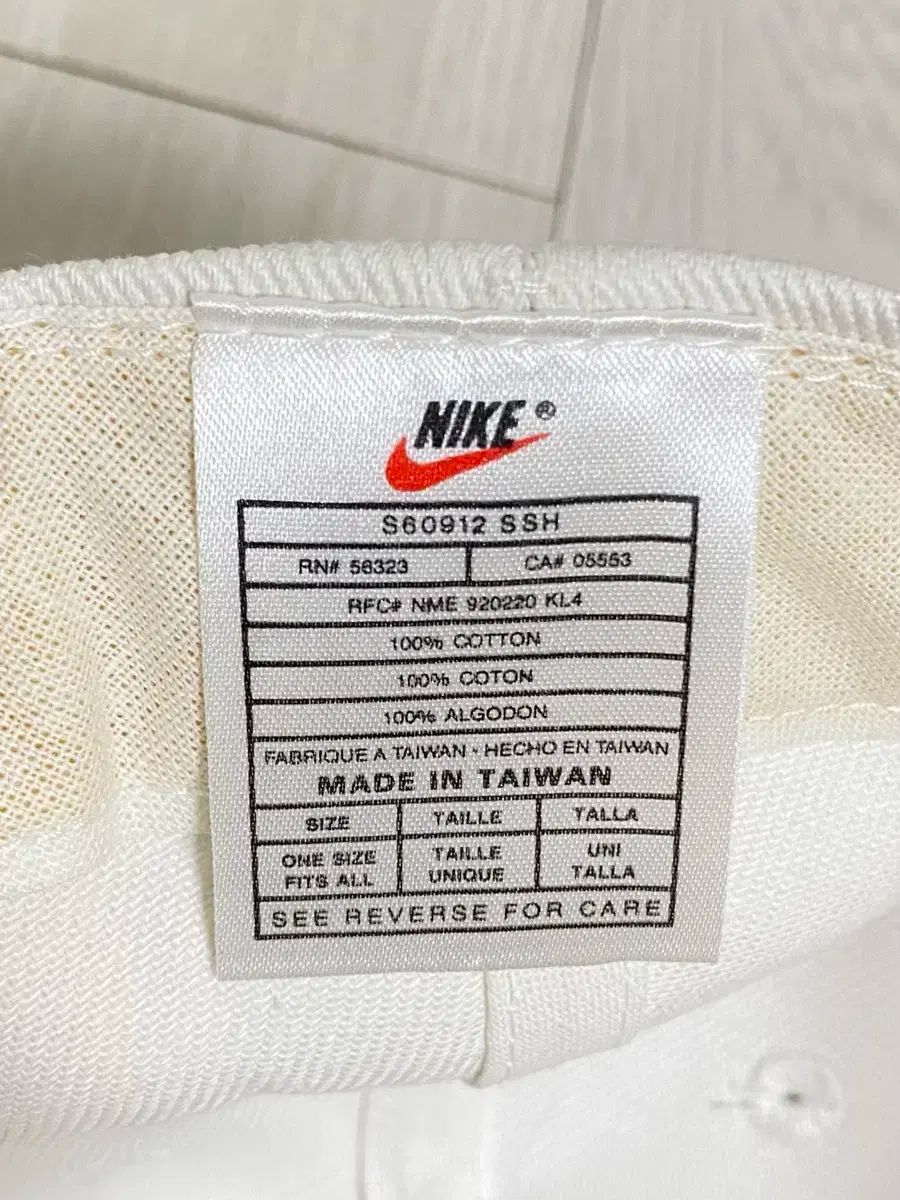 NIKE ®
S60912 SSH
RN# 56323 CA# 05553
RFC# NME 920220 KL4
100% COTTON
100% COTON
100% ALGODON
FABRIQUE A TAIWAN - HECHO EN TAIWAN
MADE IN TAIWAN
SIZE TAILLE TALLA
ONE SIZE FITS ALL
TAILLE UNIQUE
UNI TALLA
SEE REVERSE FOR CARE